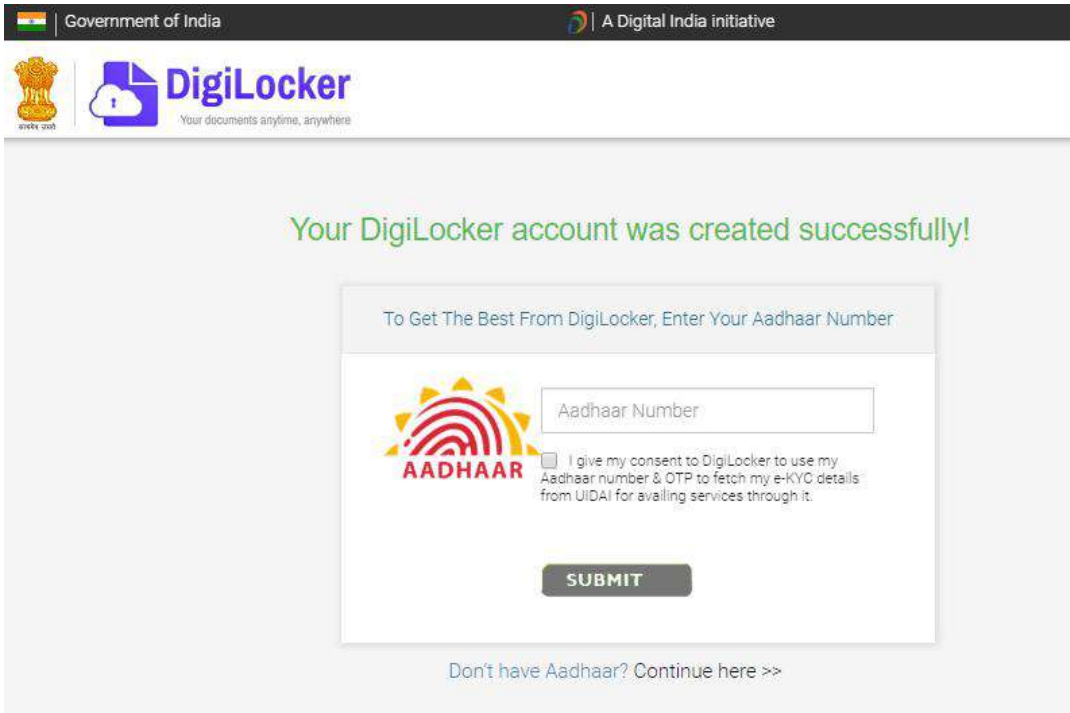 Government of India
A Digital India initiative
DigiLocker
Your documents anytime, anywhere
सत्यमेव जयते
Your DigiLocker account was created successfully!
To Get The Best From DigiLocker, Enter Your Aadhaar Number
Aadhaar Number
AADHAAR
I give my consent to DigiLocker to use my
Aadhaar number & OTP to fetch my e-KYC details
from UIDAI for availing services through it.
SUBMIT
Don't have Aadhaar? Continue here >>